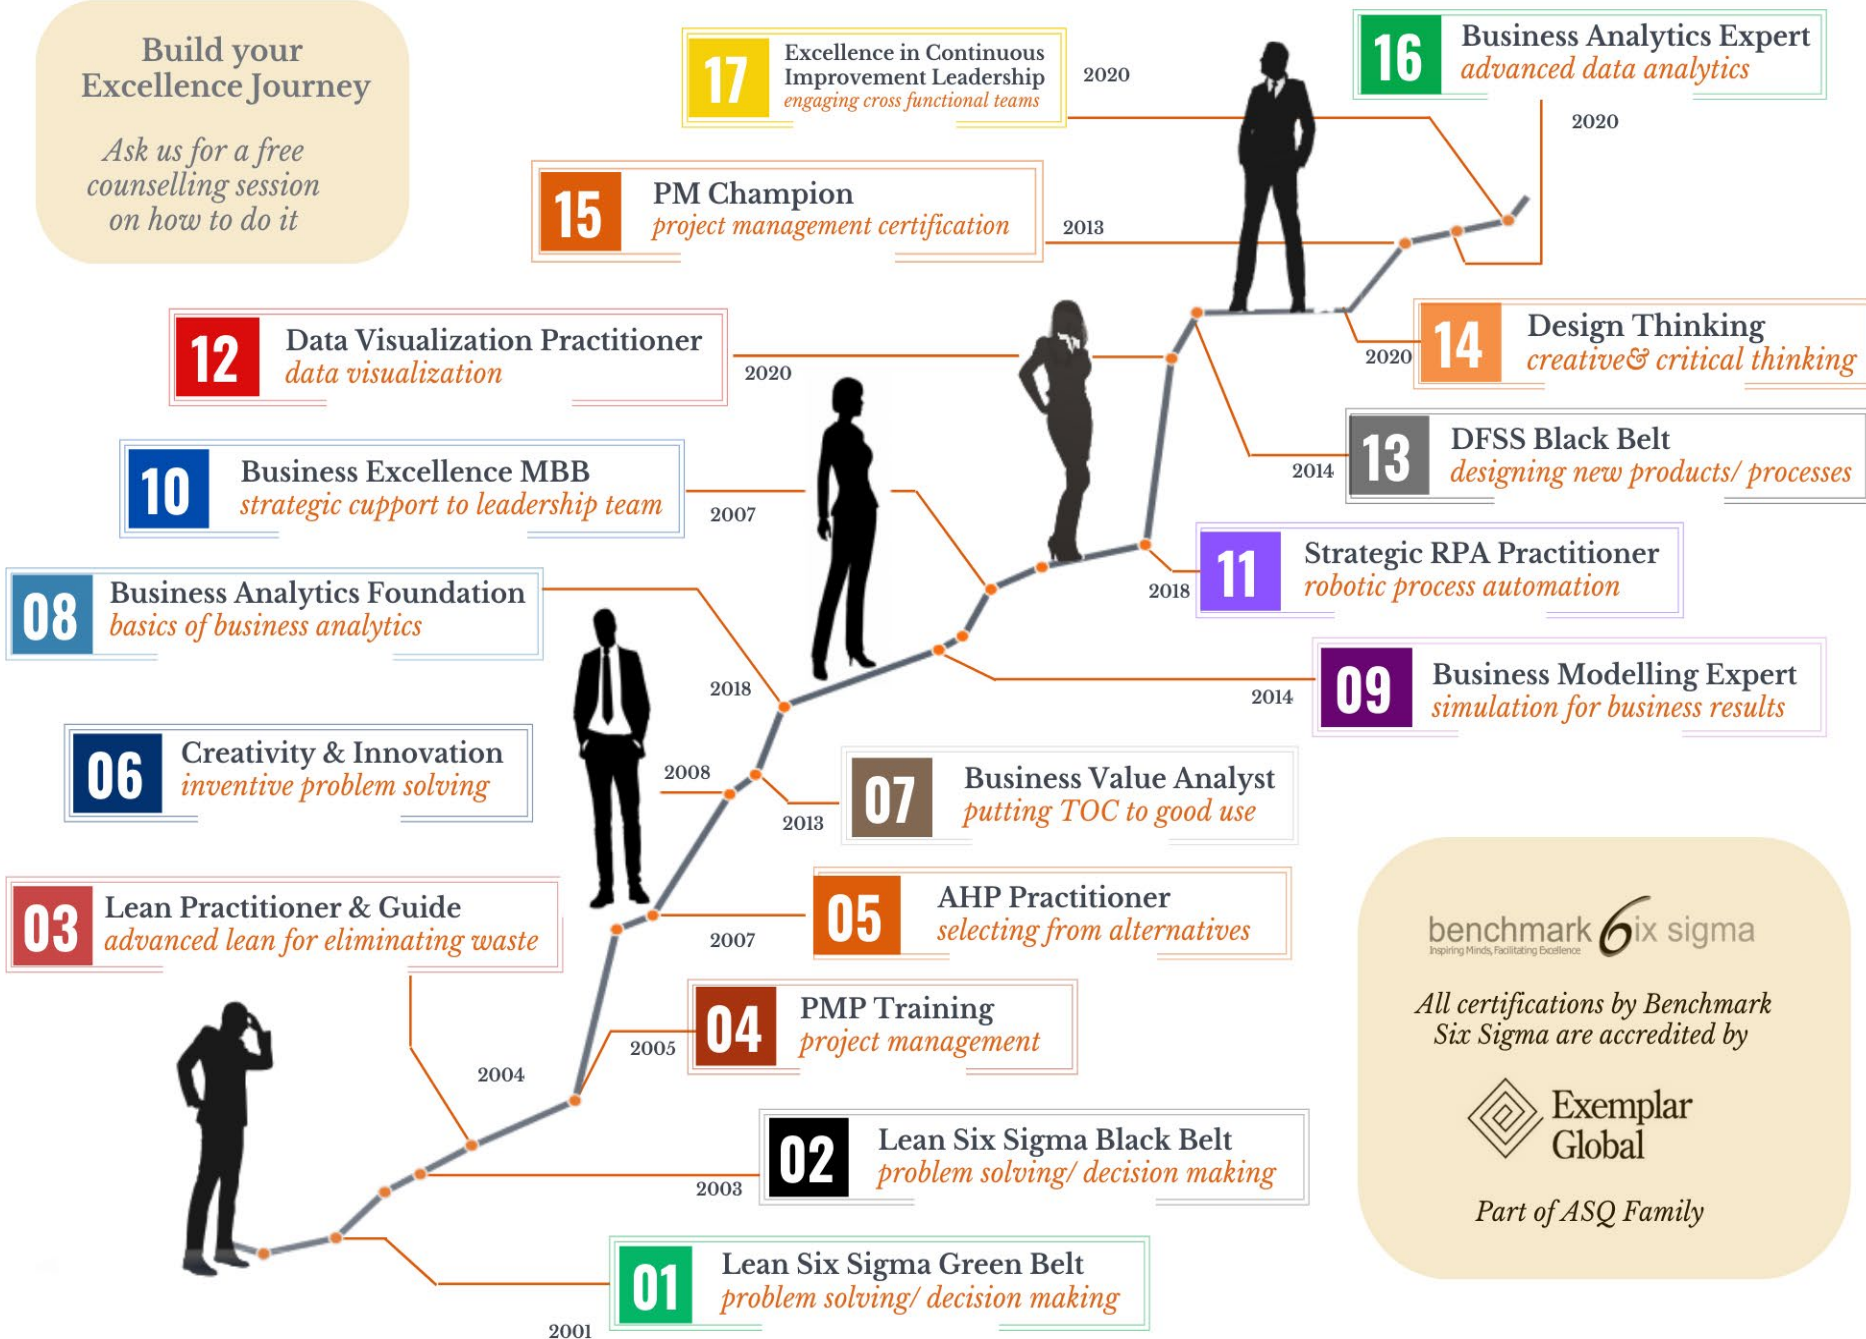 Build your
Excellence Journey
Ask us for a free
counselling session
on how to do it
17
Excellence in Continuous
Improvement Leadership
engaging cross functional teams
2020
16
Business Analytics Expert
advanced data analytics
2020
15
PM Champion
project management certification
2013
12
Data Visualization Practitioner
data visualization
2020
14
Design Thinking
creative& critical thinking
2020
13
DFSS Black Belt
designing new products/ processes
2014
10
Business Excellence MBB
strategic cupport to leadership team
2007
11
Strategic RPA Practitioner
robotic process automation
2018
08
Business Analytics Foundation
basics of business analytics
2018
09
Business Modelling Expert
simulation for business results
2014
06
Creativity & Innovation
inventive problem solving
2008
07
Business Value Analyst
putting TOC to good use
2013
03
Lean Practitioner & Guide
advanced lean for eliminating waste
2004
05
AHP Practitioner
selecting from alternatives
2007
04
PMP Training
project management
2005
02
Lean Six Sigma Black Belt
problem solving/ decision making
2003
01
Lean Six Sigma Green Belt
problem solving/ decision making
2001
benchmark 6ix sigma
Inspiring Minds, Facilitating Excellence
All certifications by Benchmark
Six Sigma are accredited by
Exemplar
Global
Part of ASQ Family